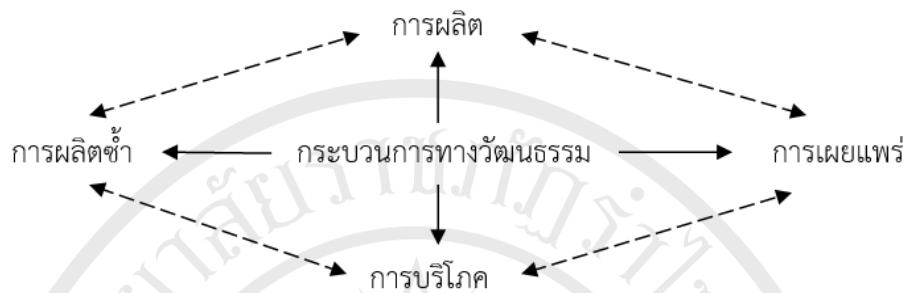 การผลิต
การผลิตซ้ำ กระบวนการทางวัฒนธรรม การเผยแพร่
การบริโภค